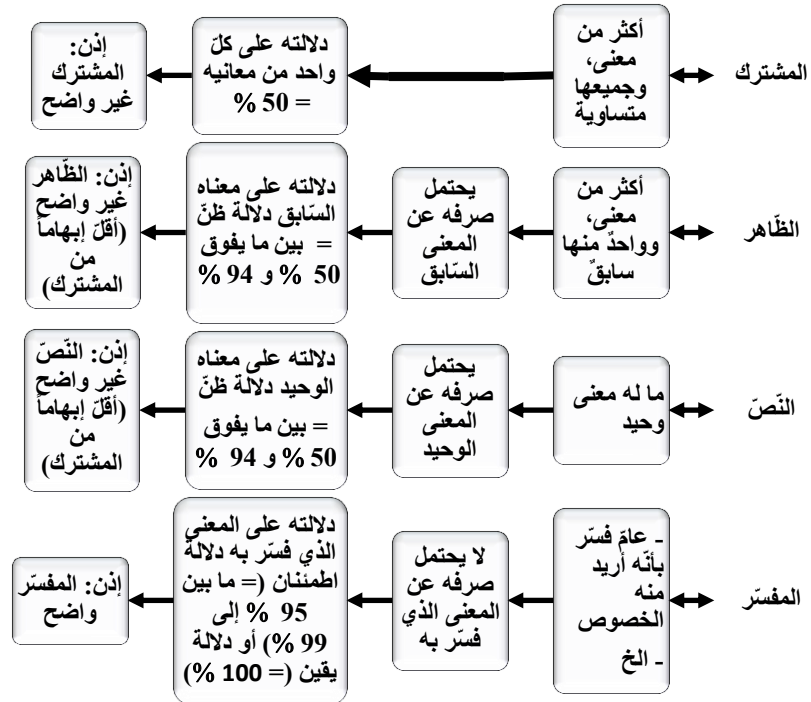 المشترك
أكثر من
معنى،
وجميعها
متساوية
دلالته على كلّ
واحد من معانيه
= 50 %
إذن:
المشترك
غير واضح
الظّاهر
أكثر من
معنى،
وواحدٌ منها
سابقٌ
يحتمل
صرفه عن
المعنى
السّابق
دلالته على معناه
السّابق دلالة ظنّ
= بين ما يفوق
50 % و 94 %
إذن: الظّاهر
غير واضح
(أقلّ إبهاماً
من
المشترك)
النّصّ
ما له معنى
وحيد
يحتمل
صرفه عن
المعنى
الوحيد
دلالته على معناه
الوحيد دلالة ظنّ
= بين ما يفوق
50 % و 94 %
إذن: النّصّ
غير واضح
(أقلّ إبهاماً
من
المشترك)
المفسّر
- عامّ فسّر
بأنّه أريد
منه
الخصوص
- الخ
لا يحتمل
صرفه عن
المعنى الذي
فسّر به
دلالته على المعنى
الذي فسّر به دلالة
اطمئنان (= ما بين
95 % إلى
99 %) أو دلالة
يقين (= 100 %)
إذن: المفسّر
واضح